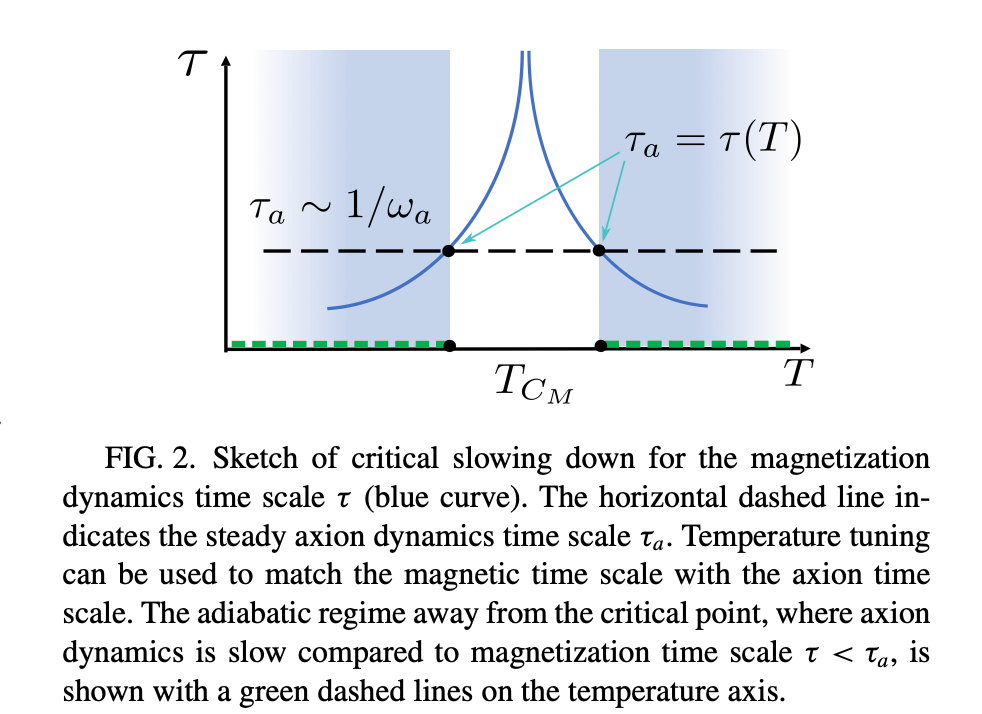 τ
τₐ = τ(T)
τₐ ∼ 1/ωₐ
T_{C_M}
T
FIG. 2. Sketch of critical slowing down for the magnetization
dynamics time scale τ (blue curve). The horizontal dashed line in-
dicates the steady axion dynamics time scale τₐ. Temperature tuning
can be used to match the magnetic time scale with the axion time
scale. The adiabatic regime away from the critical point, where axion
dynamics is slow compared to magnetization time scale τ < τₐ, is
shown with a green dashed lines on the temperature axis.